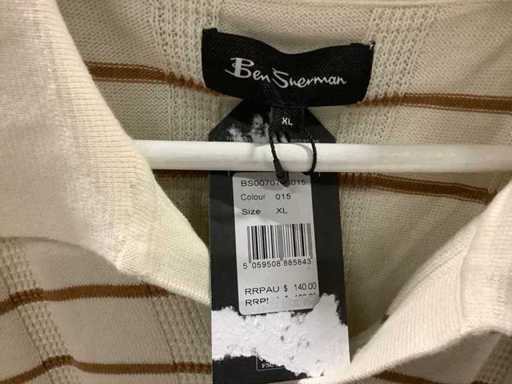 Ben Sherman
XL
Colour 015
Size XL
5 059508 885843
RRPAU $ 140.00